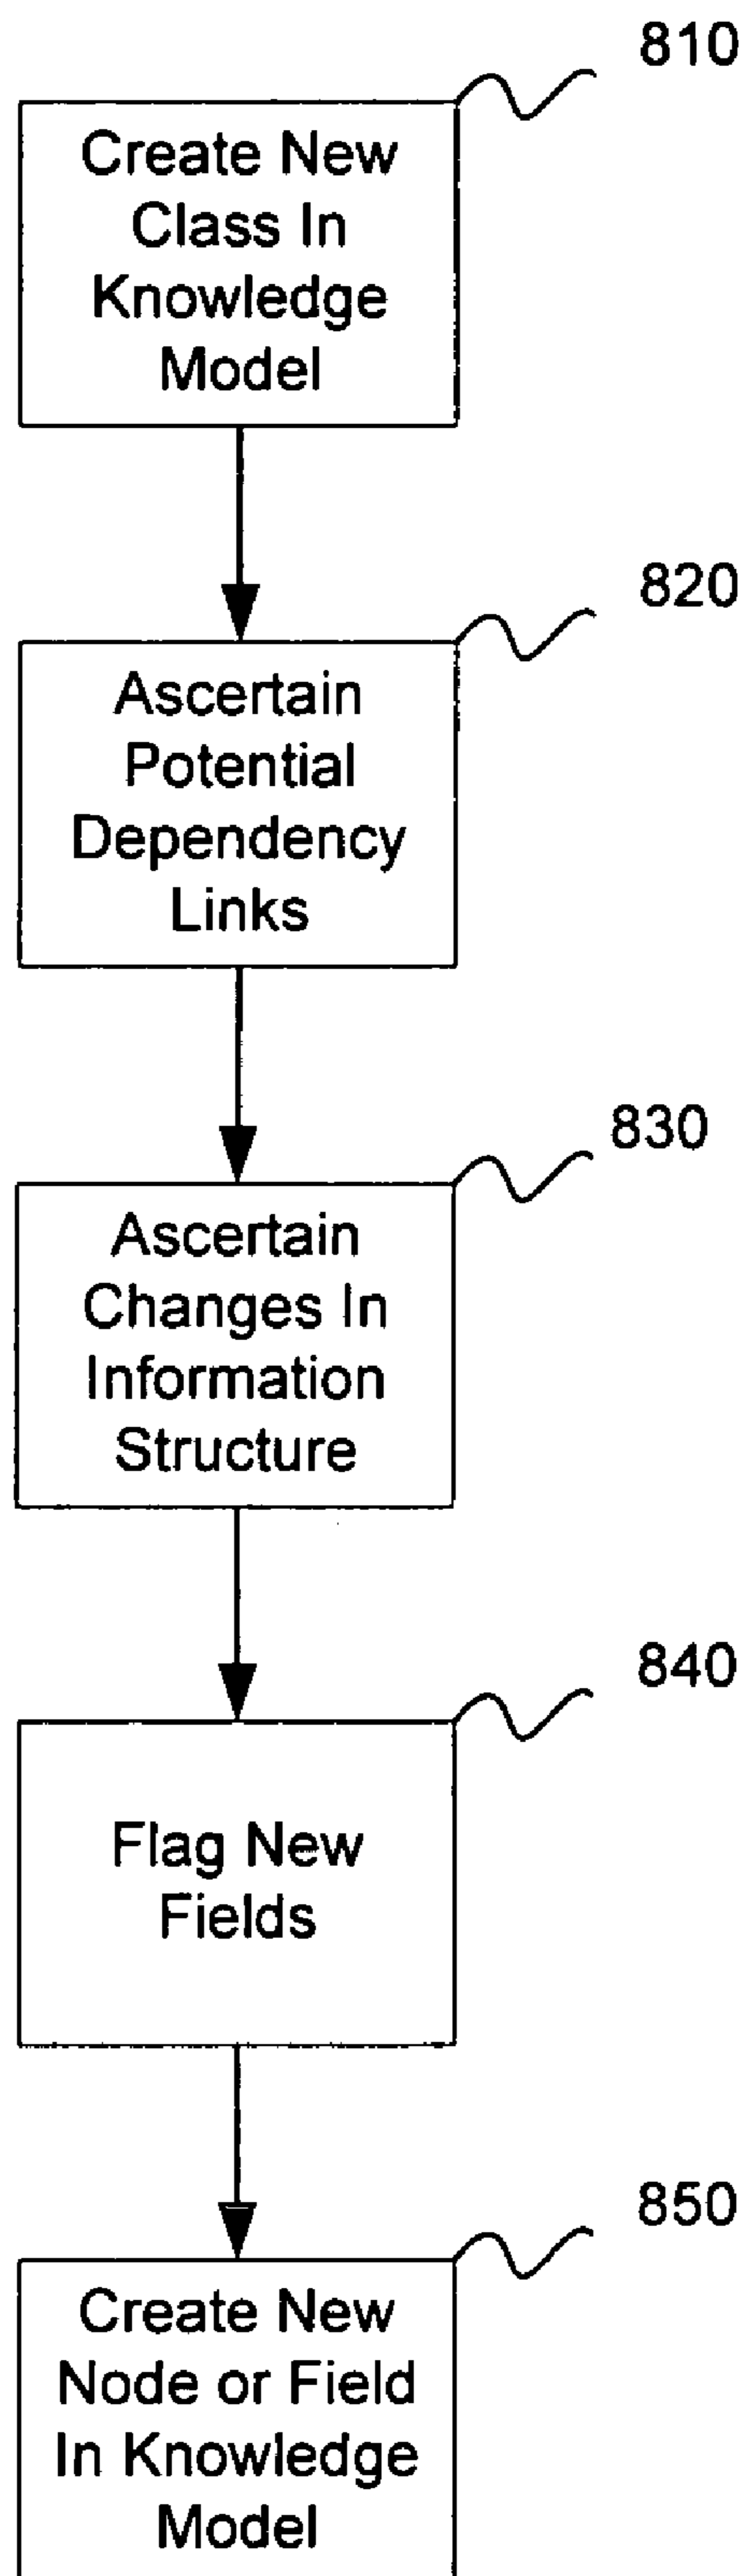 810
Create New
Class In
Knowledge
Model
820
Ascertain
Potential
Dependency
Links
830
Ascertain
Changes In
Information
Structure
840
Flag New
Fields
850
Create New
Node or Field
In Knowledge
Model